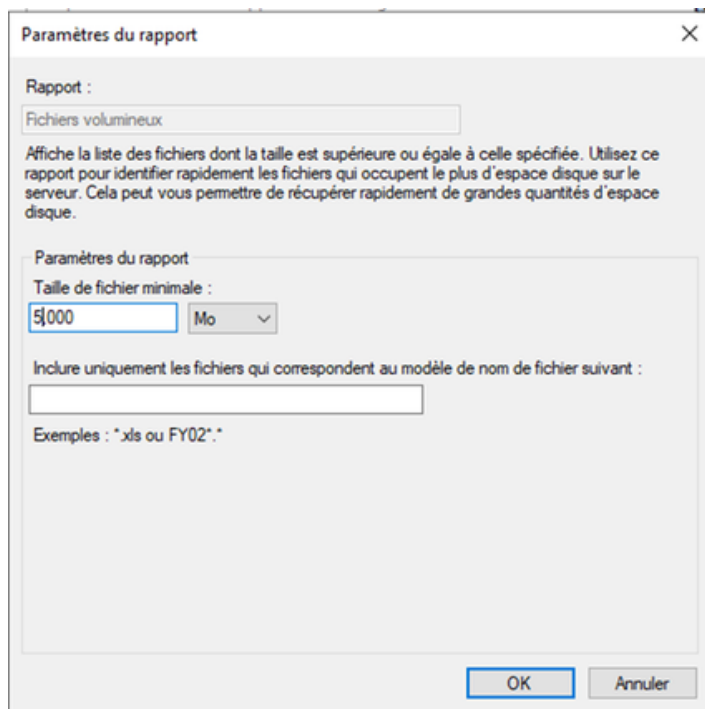 Paramètres du rapport
Rapport :
Fichiers volumineux
Affiche la liste des fichiers dont la taille est supérieure ou égale à celle spécifiée. Utilisez ce
rapport pour identifier rapidement les fichiers qui occupent le plus d'espace disque sur le
serveur. Cela peut vous permettre de récupérer rapidement de grandes quantités d'espace
disque.
Paramètres du rapport
Taille de fichier minimale :
5,000 Mo
Inclure uniquement les fichiers qui correspondent au modèle de nom de fichier suivant :
Exemples : *.xls ou FY02*.*
OK Annuler